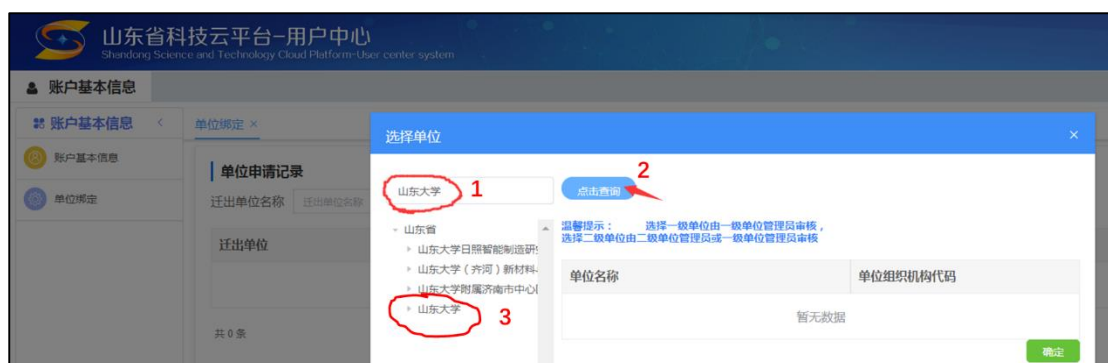 山东省科技云平台-用户中心
Shandong Science and Technology Cloud Platform-User center system
账户基本信息
账户基本信息
单位绑定 ×
选择单位
账户基本信息
单位绑定
单位申请记录
迁出单位名称 迁出单位名称
迁出单位
共 0 条
山东大学 1
点击查询 2
温馨提示： 选择一级单位由一级单位管理员审核，
选择二级单位由二级单位管理员或一级单位管理员审核
山东省
山东大学日照智能制造研
山东大学（齐河）新材料
山东大学附属济南市中心
山东大学 3
单位名称 单位组织机构代码
暂无数据
确定